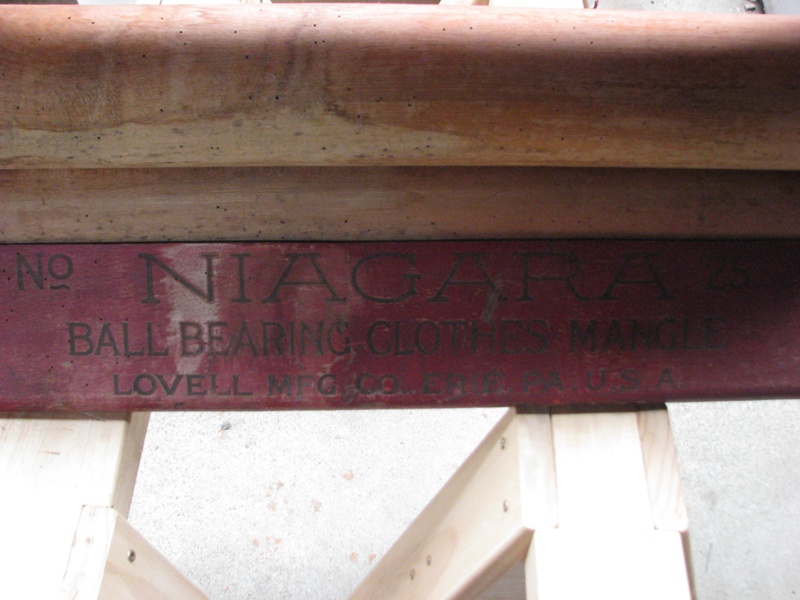 No NIAGARA 25
BALL BEARING CLOTHES MANGLE
LOVELL MFG. CO. ERIE. PA. U.S.A.